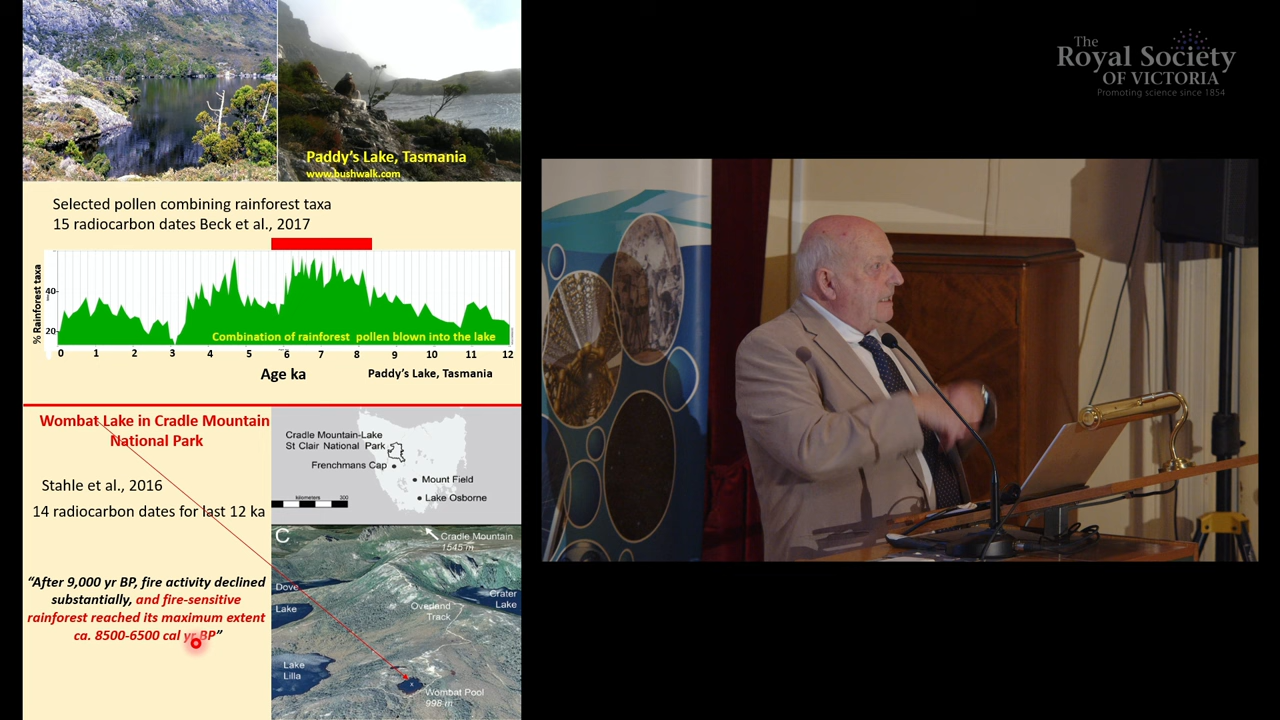 Paddy's Lake, Tasmania
www.bushwalk.com
Selected pollen combining rainforest taxa
15 radiocarbon dates Beck et al., 2017
% Rainforest taxa
40
20
Combination of rainforest pollen blown into the lake
0 1 2 3 4 5 6 7 8 9 10 11 12
Age ka
Paddy's Lake, Tasmania
Wombat Lake in Cradle Mountain
National Park
Stahle et al., 2016
14 radiocarbon dates for last 12 ka
"After 9,000 yr BP, fire activity declined
substantially, and fire-sensitive
rainforest reached its maximum extent
ca. 8500-6500 cal yr BP"
Cradle Mountain-Lake
St Clair National Park
Frenchmans Cap
Mount Field
Lake Osborne
kilometers
C
Cradle Mountain
1545 m
Dove
Lake
Crater
Lake
Overland
Track
Lake
Lilla
Wombat Pool
998 m
The
Royal Society
OF VICTORIA
Promoting science since 1854